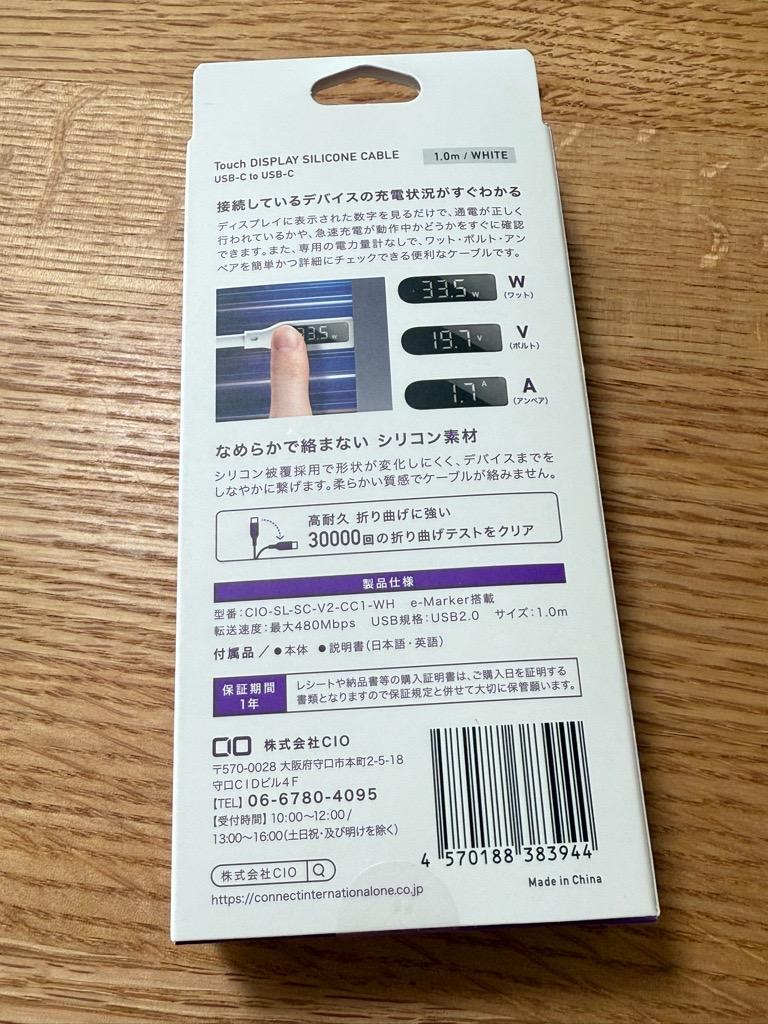 Touch DISPLAY SILICONE CABLE
USB-C to USB-C
1.0m / WHITE
接続しているデバイスの充電状況がすぐわかる
ディスプレイに表示された数字を見るだけで、通電が正しく
行われているかや、急速充電が動作中かどうかをすぐに確認
できます。また、専用の電力量計なしで、ワット・ボルト・アン
ペアを簡単かつ詳細にチェックできる便利なケーブルです。
33.5 W
33.5 W
W
(ワット)
19.7 V
V
(ボルト)
1.7 A
A
(アンペア)
なめらかで絡まない シリコン素材
シリコン被覆採用で形状が変化しにくく、デバイスまでを
しなやかに繋げます。柔らかい質感でケーブルが絡みません。
高耐久 折り曲げに強い
30000回の折り曲げテストをクリア
製品仕様
型番:CIO-SL-SC-V2-CC1-WH e-Marker搭載
転送速度:最大480Mbps USB規格:USB2.0 サイズ:1.0m
付属品/●本体 ●説明書(日本語・英語)
保証期間
1年
レシートや納品書等の購入証明書は、ご購入日を証明する
書類となりますので保証規定と併せて大切に保管願います。
CIO 株式会社CIO
〒570-0028 大阪府守口市本町2-5-18
守口CIDビル4F
【TEL】06-6780-4095
【受付時間】10:00〜12:00/
13:00〜16:00(土日祝・及び明けを除く)
株式会社CIO
https://connectinternationalone.co.jp
4 570188 383944
Made in China